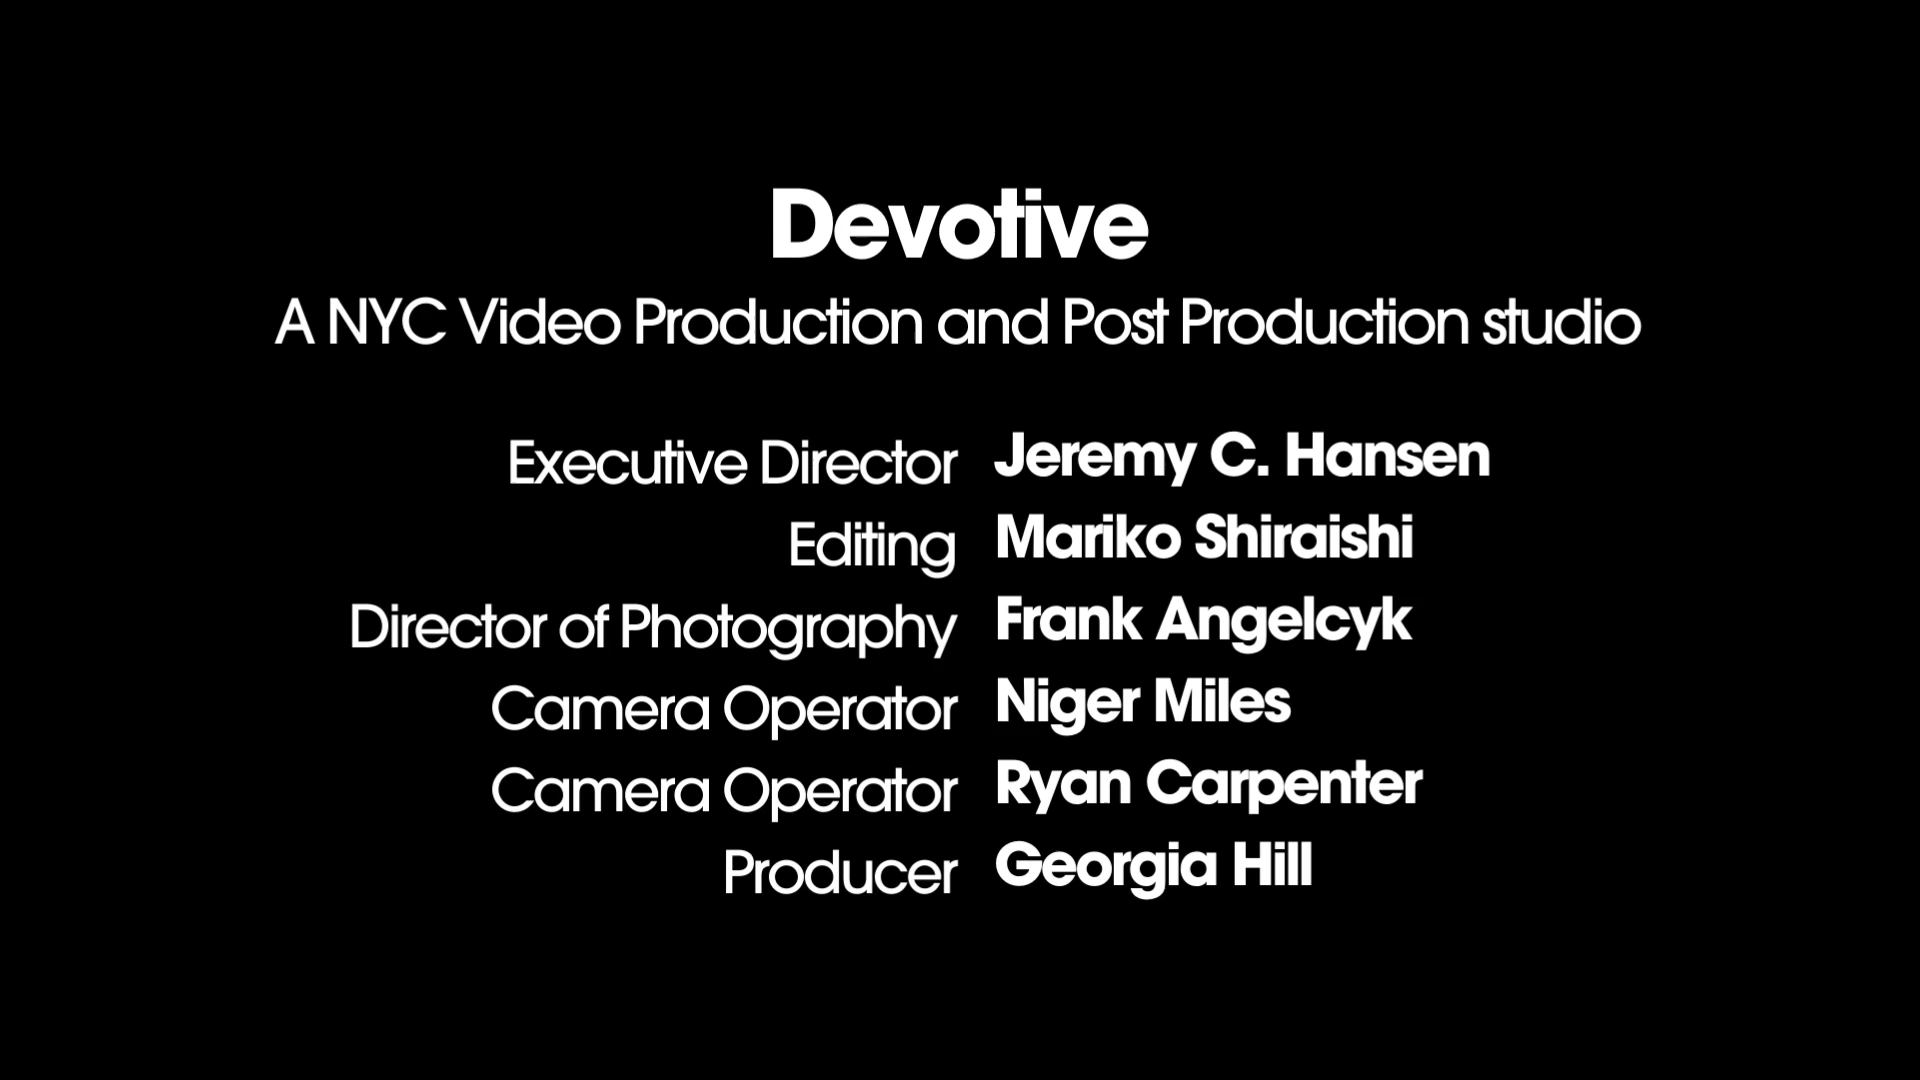 Devotive
A NYC Video Production and Post Production studio
Executive Director Jeremy C. Hansen
Editing Mariko Shiraishi
Director of Photography Frank Angelcyk
Camera Operator Niger Miles
Camera Operator Ryan Carpenter
Producer Georgia Hill